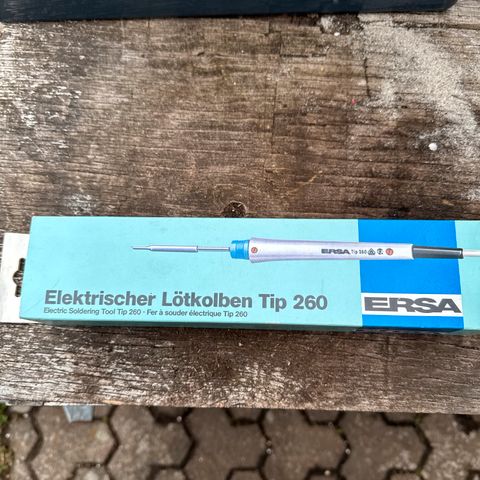 ERSA Tip 260
Elektrischer Lötkolben Tip 260
Electric Soldering Tool Tip 260 - Fer à souder électrique Tip 260
ERSA